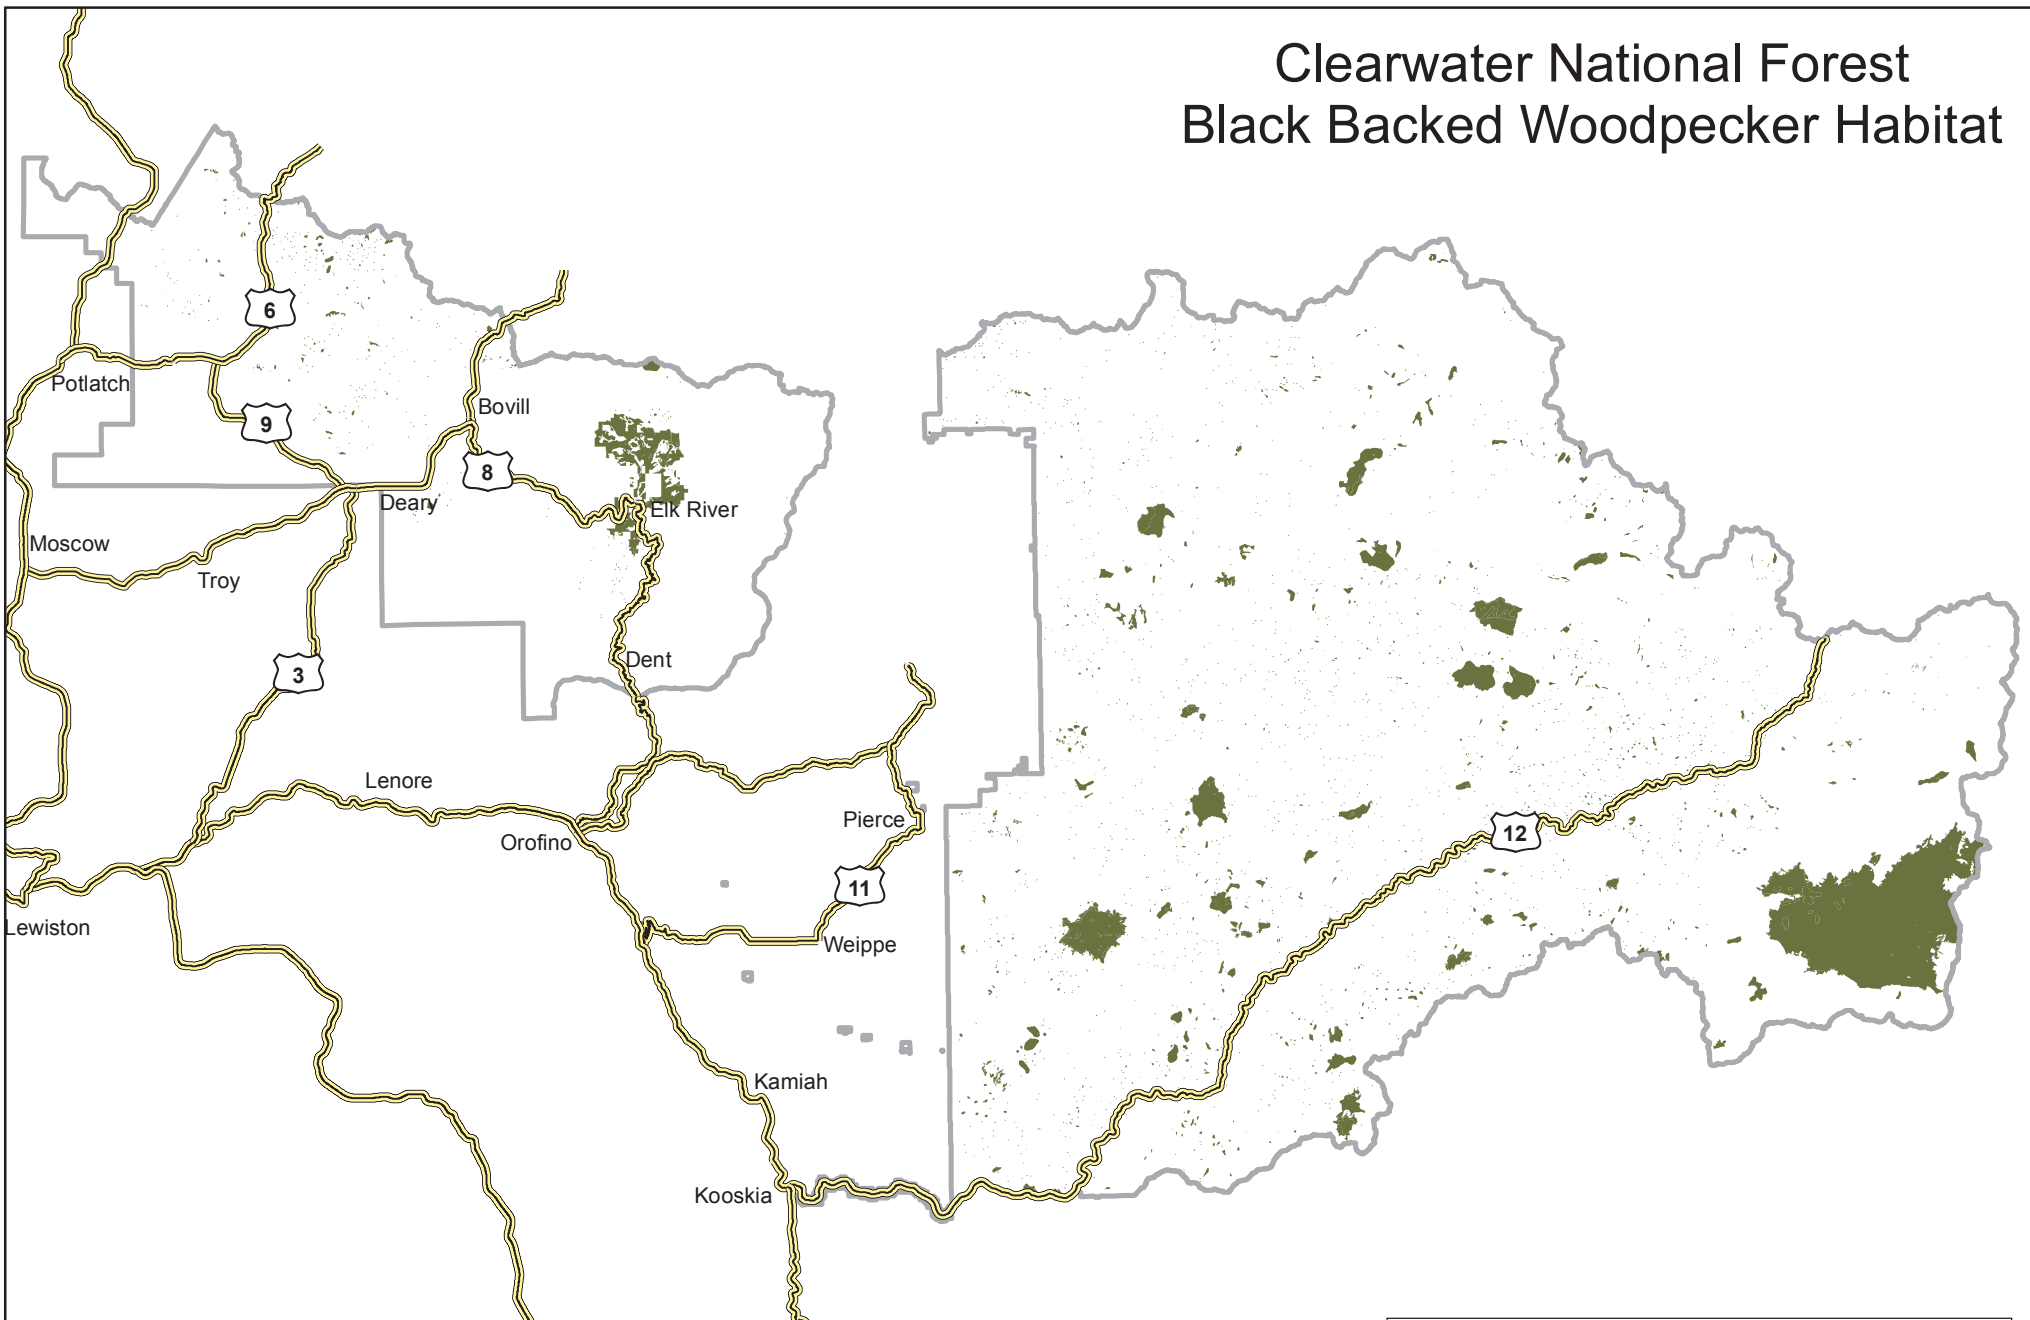 Clearwater National Forest
Black Backed Woodpecker Habitat
6
Potlatch
Bovill
9
8
Deary
Elk River
Moscow
Troy
Dent
3
Lenore
Pierce
12
Orofino
11
Lewiston
Weippe
Kamiah
Kooskia